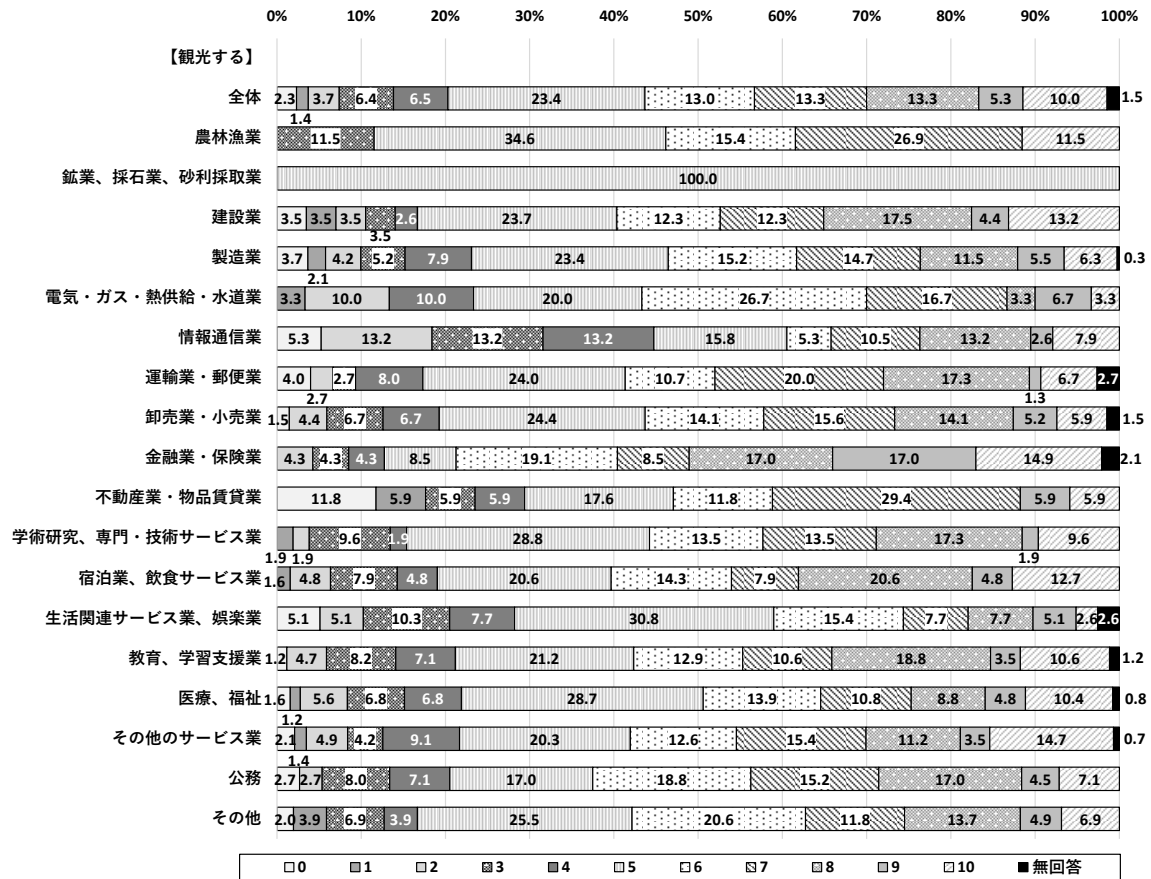 0% 10% 20% 30% 40% 50% 60% 70% 80% 90% 100%
【観光する】
全体 2.3 1.4 3.7 6.4 6.5 23.4 13.0 13.3 13.3 5.3 10.0 1.5
農林漁業 11.5 34.6 15.4 26.9 11.5
鉱業、採石業、砂利採取業 100.0
建設業 3.5 3.5 3.5 3.5 2.6 23.7 12.3 12.3 17.5 4.4 13.2
製造業 3.7 2.1 4.2 5.2 7.9 23.4 15.2 14.7 11.5 5.5 6.3 0.3
電気・ガス・熱供給・水道業 3.3 10.0 10.0 20.0 26.7 16.7 3.3 6.7 3.3
情報通信業 5.3 13.2 13.2 13.2 15.8 5.3 10.5 13.2 2.6 7.9
運輸業・郵便業 4.0 2.7 2.7 8.0 24.0 10.7 20.0 17.3 1.3 6.7 2.7
卸売業・小売業 1.5 4.4 6.7 6.7 24.4 14.1 15.6 14.1 5.2 5.9 1.5
金融業・保険業 4.3 4.3 4.3 8.5 19.1 8.5 17.0 17.0 14.9 2.1
不動産業・物品賃貸業 11.8 5.9 5.9 5.9 17.6 11.8 29.4 5.9 5.9
学術研究、専門・技術サービス業 1.9 1.9 9.6 1.9 28.8 13.5 13.5 17.3 1.9 9.6
宿泊業、飲食サービス業 1.6 4.8 7.9 4.8 20.6 14.3 7.9 20.6 4.8 12.7
生活関連サービス業、娯楽業 5.1 5.1 10.3 7.7 30.8 15.4 7.7 7.7 5.1 2.6 2.6
教育、学習支援業 1.2 4.7 8.2 7.1 21.2 12.9 10.6 18.8 3.5 10.6 1.2
医療、福祉 1.6 1.2 5.6 6.8 6.8 28.7 13.9 10.8 8.8 4.8 10.4 0.8
その他のサービス業 2.1 1.4 4.9 4.2 9.1 20.3 12.6 15.4 11.2 3.5 14.7 0.7
公務 2.7 2.7 8.0 7.1 17.0 18.8 15.2 17.0 4.5 7.1
その他 2.0 3.9 6.9 3.9 25.5 20.6 11.8 13.7 4.9 6.9
0 1 2 3 4 5 6 7 8 9 10 無回答